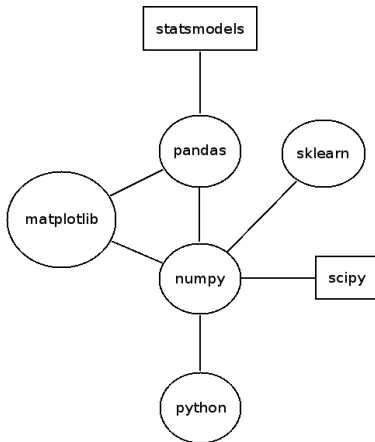 statsmodels
pandas
sklearn
matplotlib
numpy
scipy
python